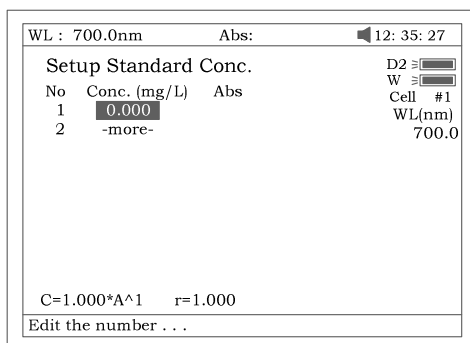 WL : 700.0nm Abs: 12: 35: 27
Setup Standard Conc.
No Conc. (mg/L) Abs
1 0.000
2 -more-
D2
W
Cell #1
WL(nm)
700.0
C=1.000*A^1 r=1.000
Edit the number . . .